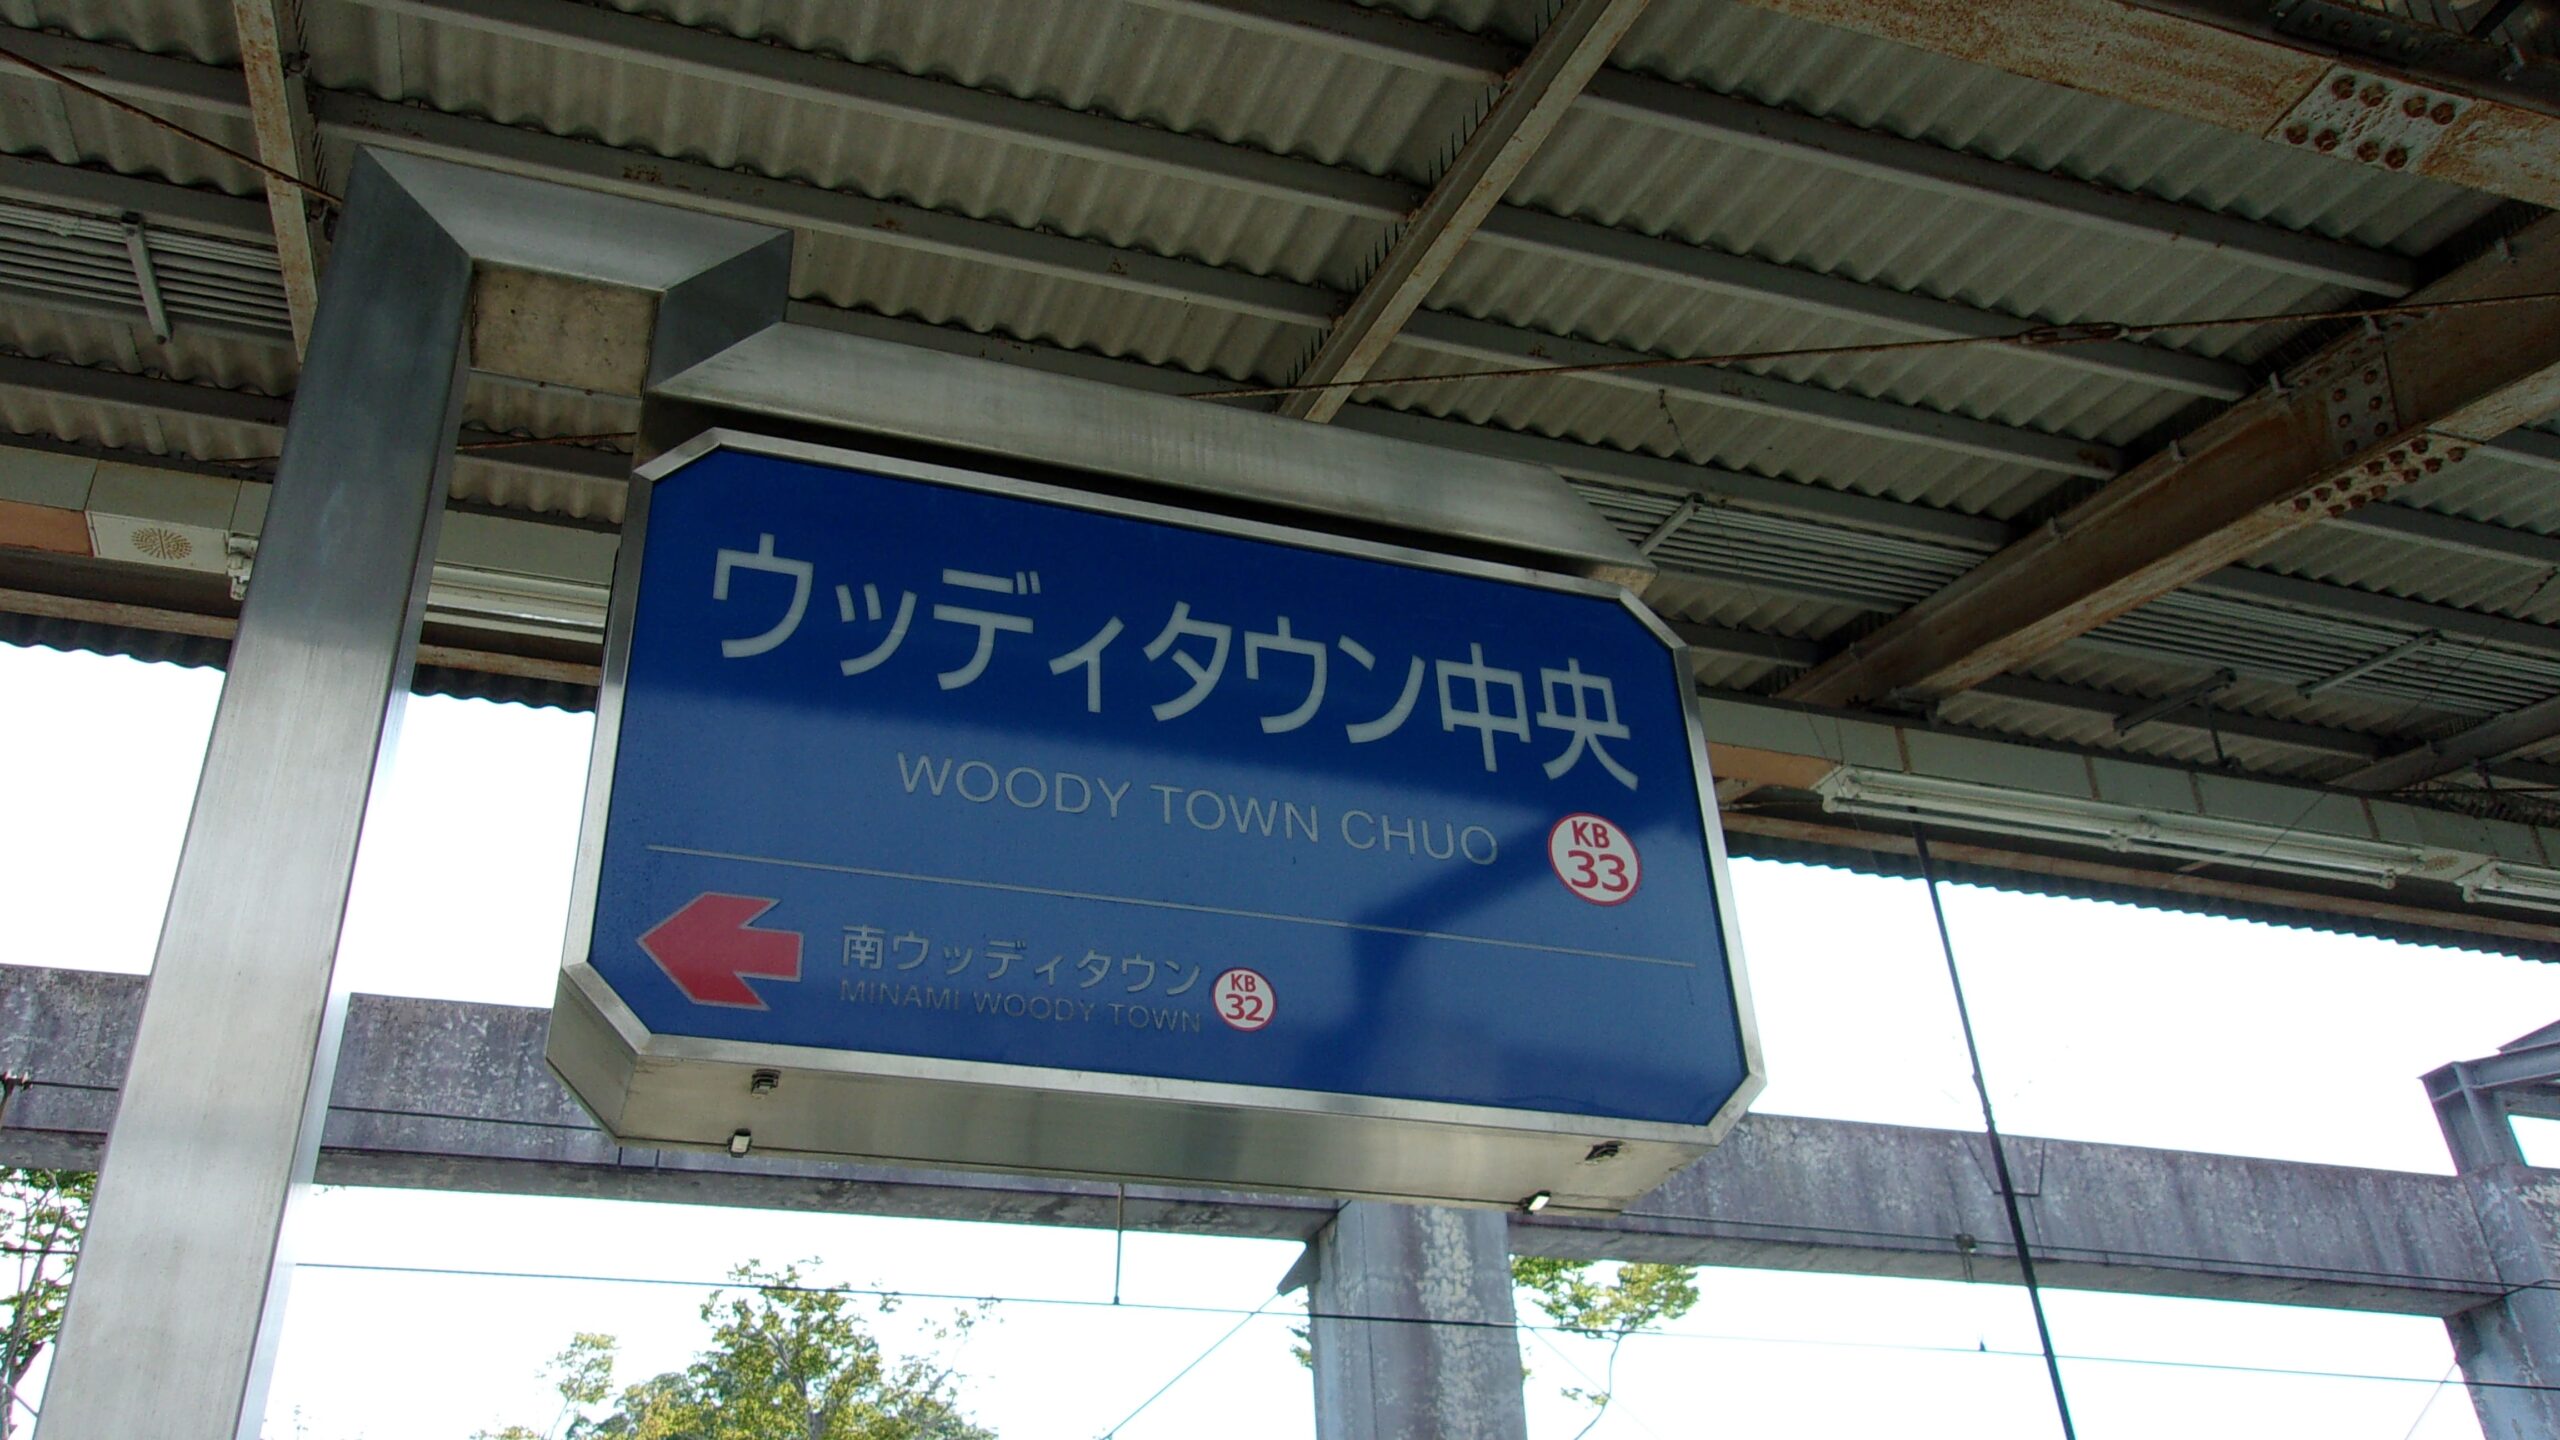 ウッディタウン中央
WOODY TOWN CHUO
KB
33
南ウッディタウン
MINAMI WOODY TOWN
KB
32